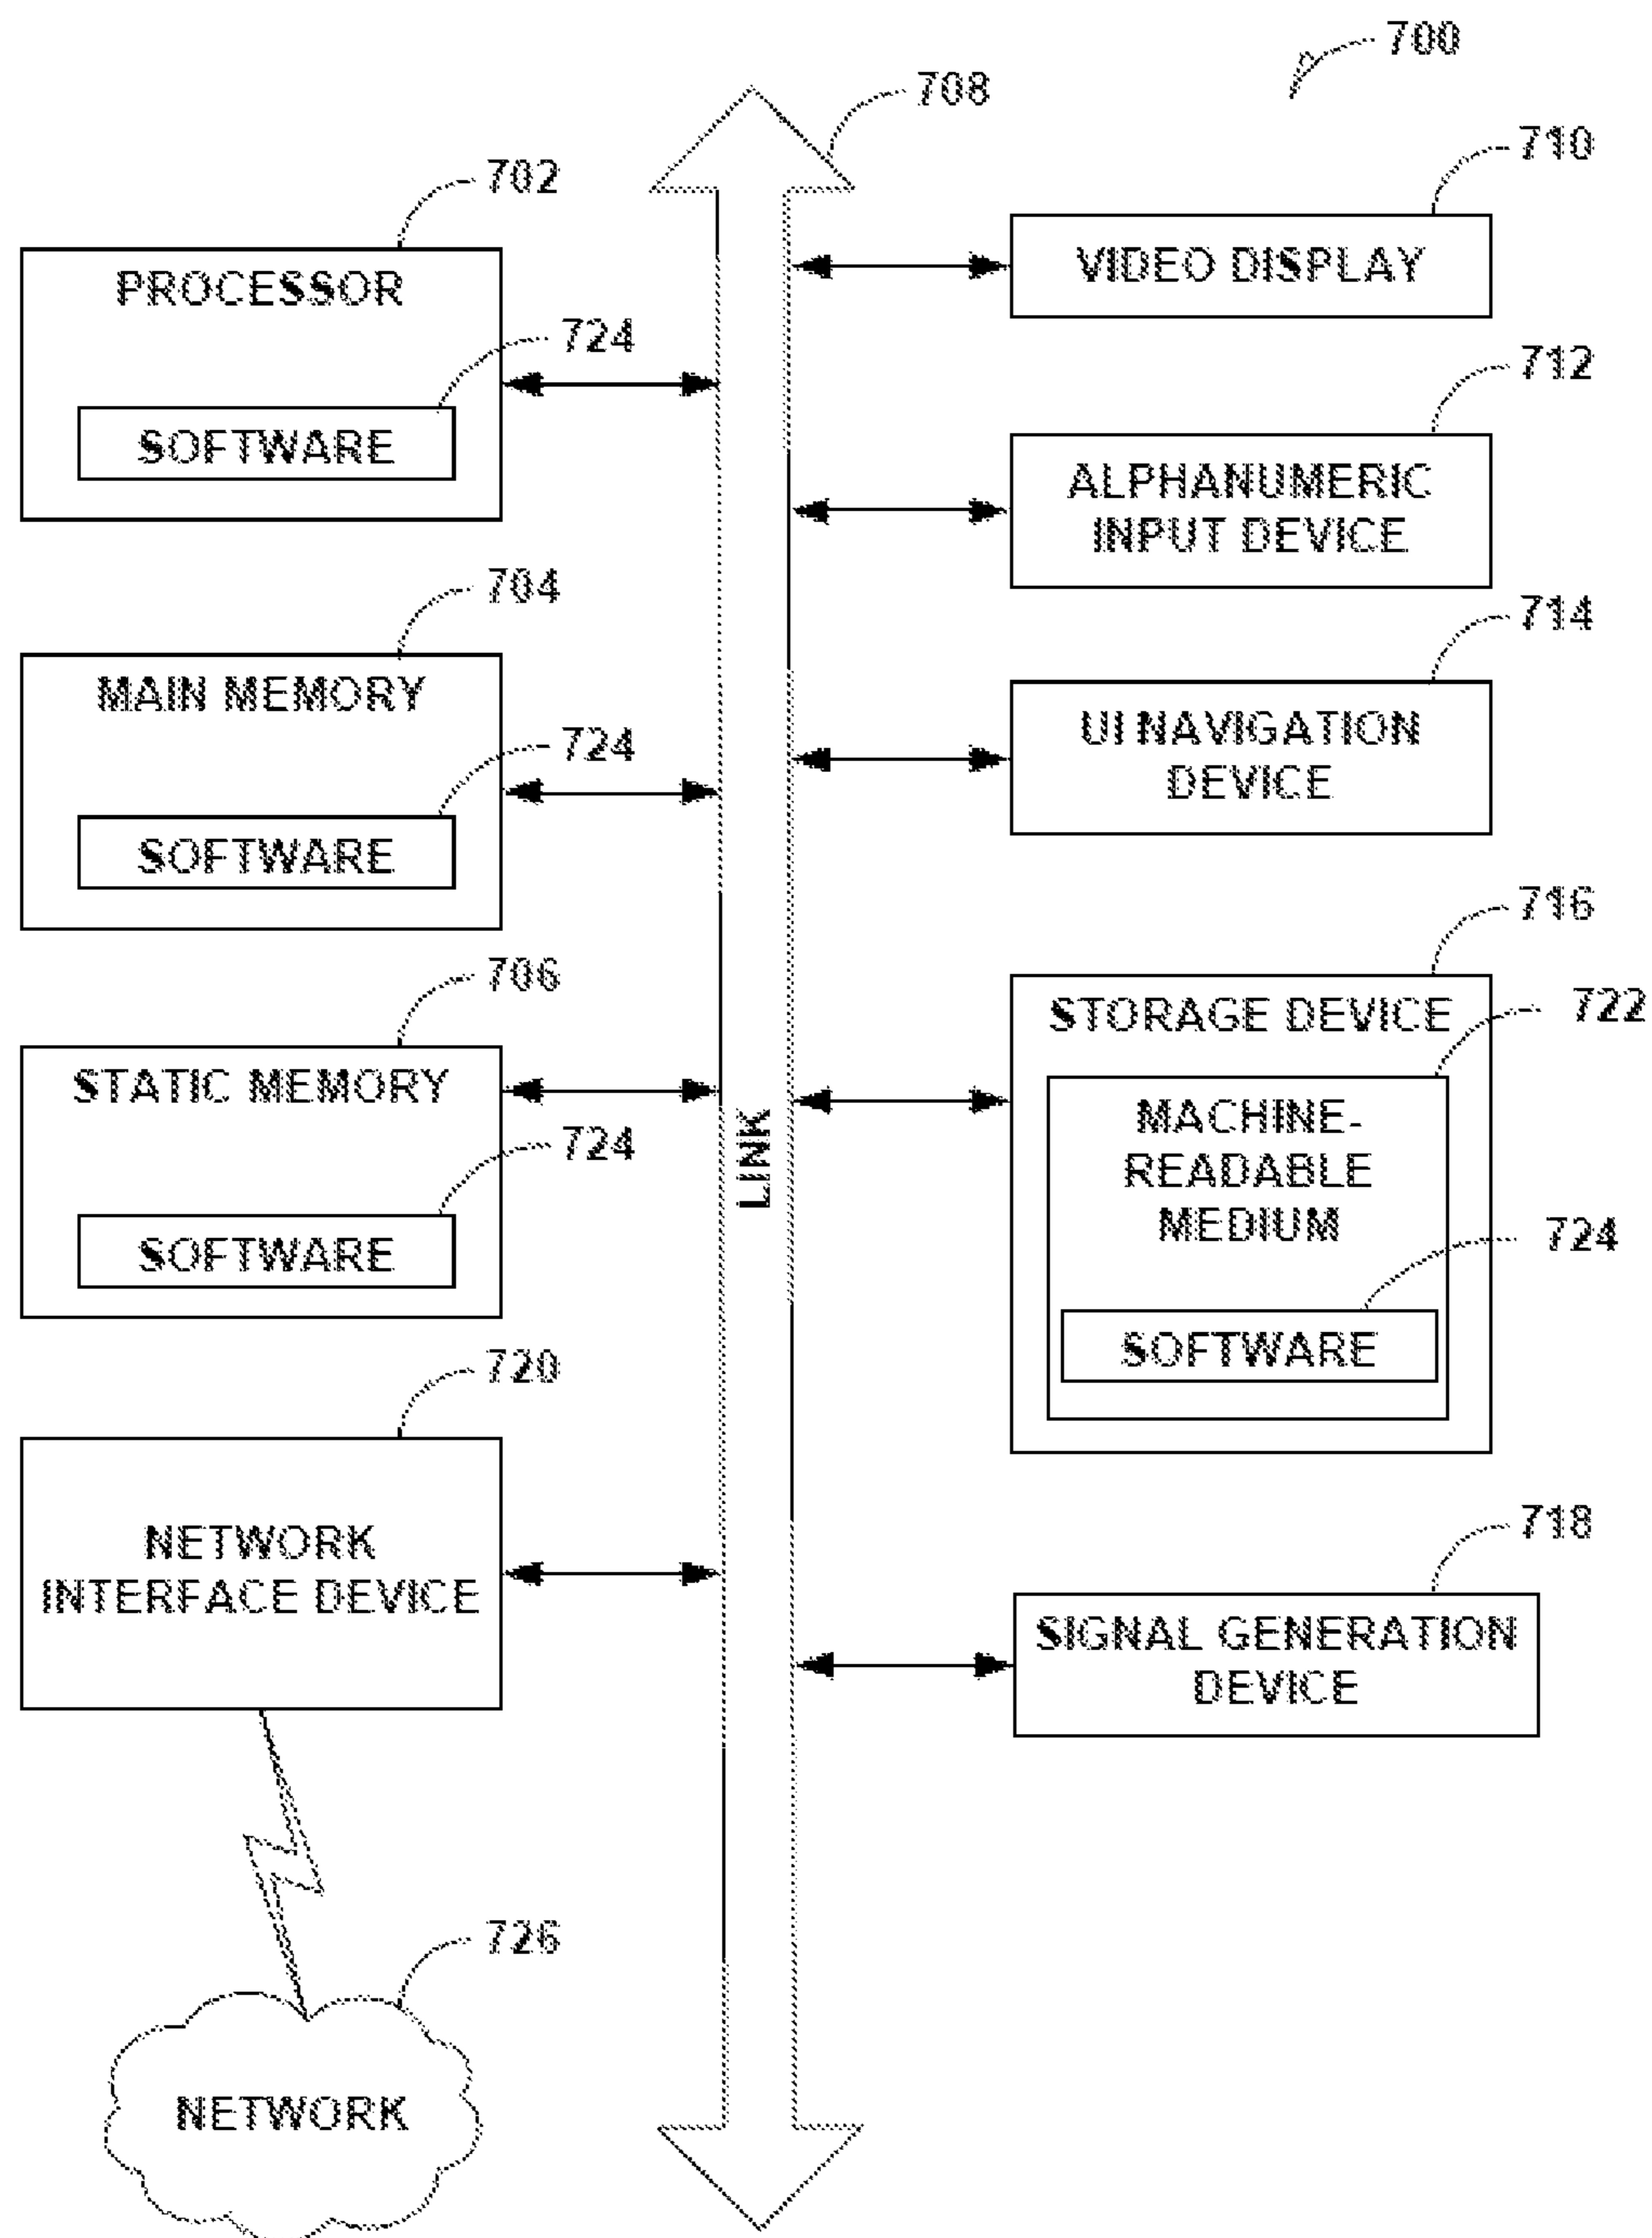 700
708
702
PROCESSOR
724
SOFTWARE
704
MAIN MEMORY
724
SOFTWARE
706
STATIC MEMORY
724
SOFTWARE
720
NETWORK
INTERFACE DEVICE
726
NETWORK
LINK
710
VIDEO DISPLAY
712
ALPHANUMERIC
INPUT DEVICE
714
UI NAVIGATION
DEVICE
716
STORAGE DEVICE
722
MACHINE-
READABLE
MEDIUM
724
SOFTWARE
718
SIGNAL GENERATION
DEVICE